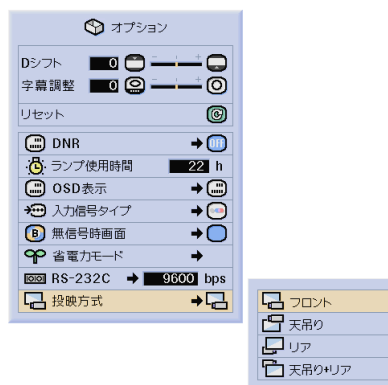 オプション
Dシフト 0 - +
字幕調整 0 - +
リセット
DNR OFF
ランプ使用時間 22 h
OSD表示
入力信号タイプ
B 無信号時画面
省電力モード
RS-232C 9600 bps
投映方式
フロント
天吊り
リア
天吊り+リア